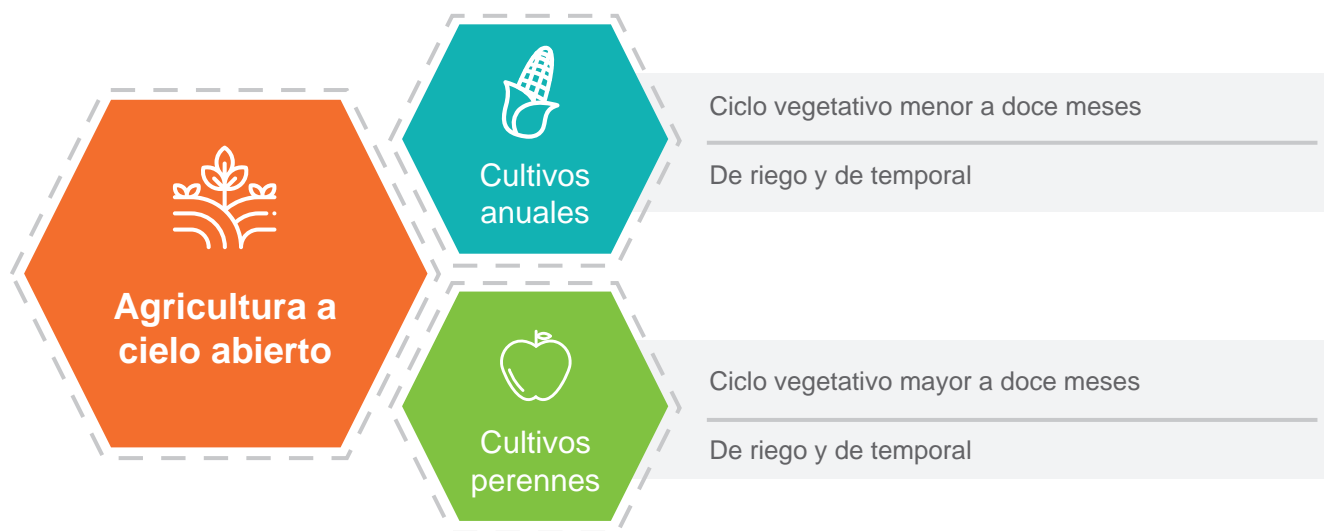 Agricultura a
cielo abierto
Cultivos
anuales
Ciclo vegetativo menor a doce meses
De riego y de temporal
Cultivos
perennes
Ciclo vegetativo mayor a doce meses
De riego y de temporal